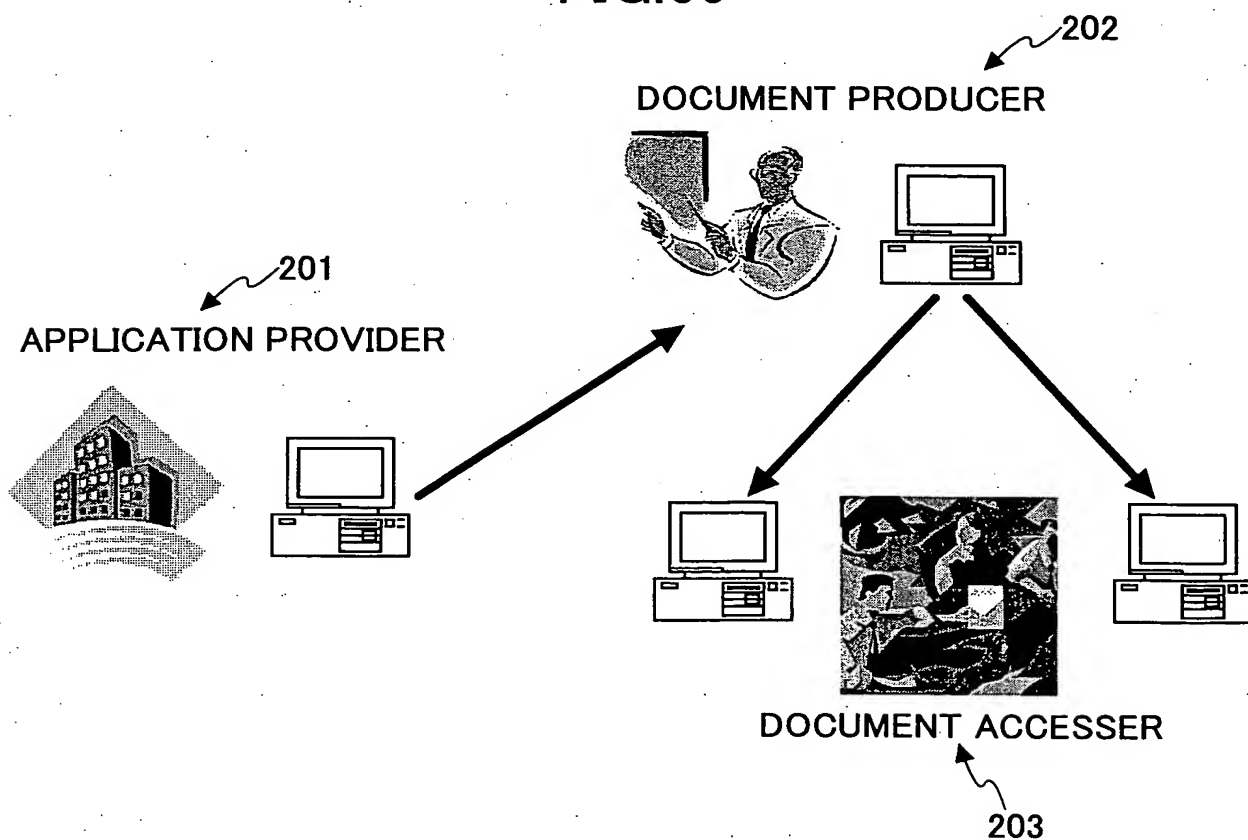 202
DOCUMENT PRODUCER
201
APPLICATION PROVIDER
DOCUMENT ACCESSER
203